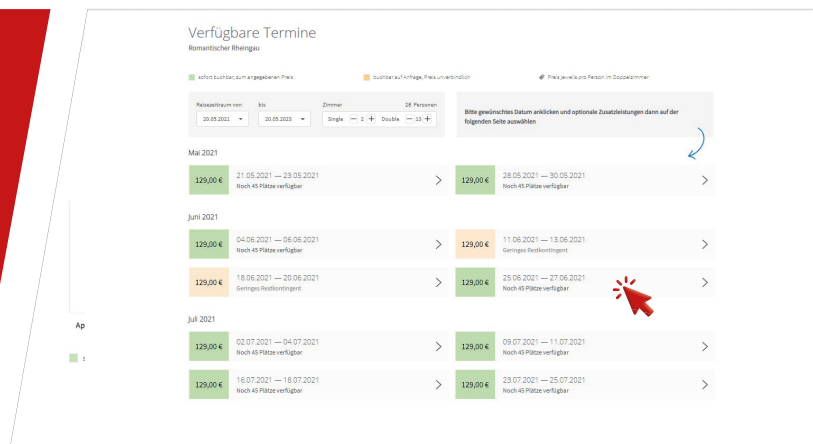 Verfügbare Termine
Romantischer Rheingau
sofort buchbar, zum angegebenen Preis
buchbar auf Anfrage, Preis unverbindlich
Preis jeweils pro Person im Doppelzimmer
Reisezeitraum von: bis Zimmer 28 Personen
20.05.2021 20.05.2023 Single — 2 + Double — 13 +
Bitte gewünschtes Datum anklicken und optionale Zusatzleistungen dann auf der
folgenden Seite auswählen
Mai 2021
129,00 € 21.05.2021 — 23.05.2021
Noch 45 Plätze verfügbar
129,00 € 28.05.2021 — 30.05.2021
Noch 45 Plätze verfügbar
Juni 2021
129,00 € 04.06.2021 — 06.06.2021
Noch 45 Plätze verfügbar
129,00 € 11.06.2021 — 13.06.2021
Geringes Restkontingent
129,00 € 18.06.2021 — 20.06.2021
Geringes Restkontingent
129,00 € 25.06.2021 — 27.06.2021
Noch 45 Plätze verfügbar
Juli 2021
129,00 € 02.07.2021 — 04.07.2021
Noch 45 Plätze verfügbar
129,00 € 09.07.2021 — 11.07.2021
Noch 45 Plätze verfügbar
129,00 € 16.07.2021 — 18.07.2021
Noch 45 Plätze verfügbar
129,00 € 23.07.2021 — 25.07.2021
Noch 45 Plätze verfügbar
Ap